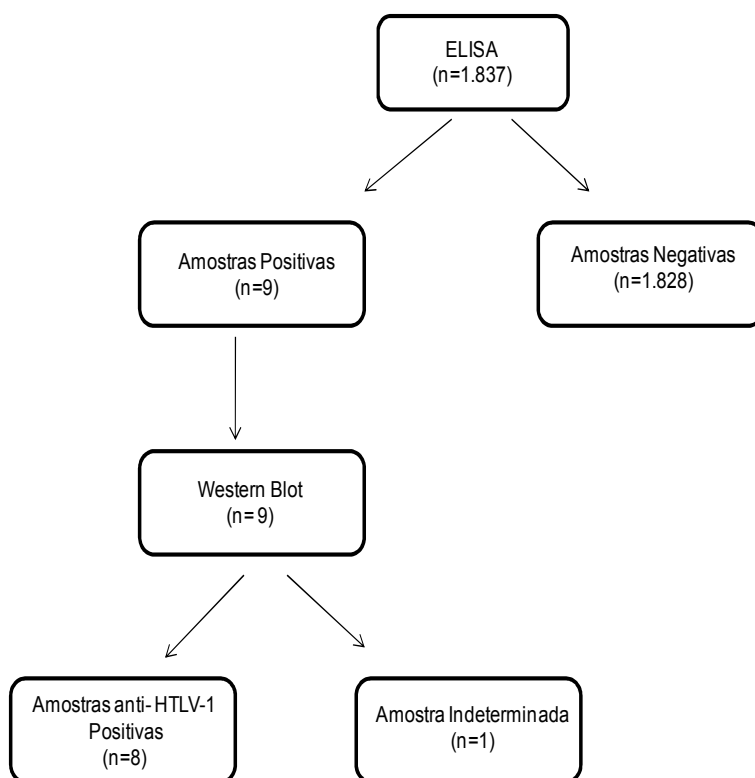 ELISA
(n=1.837)
Amostras Positivas
(n=9)
Amostras Negativas
(n=1.828)
Western Blot
(n= 9)
Amostras anti- HTLV-1
Positivas
(n=8)
Amostra Indeterminada
(n=1)